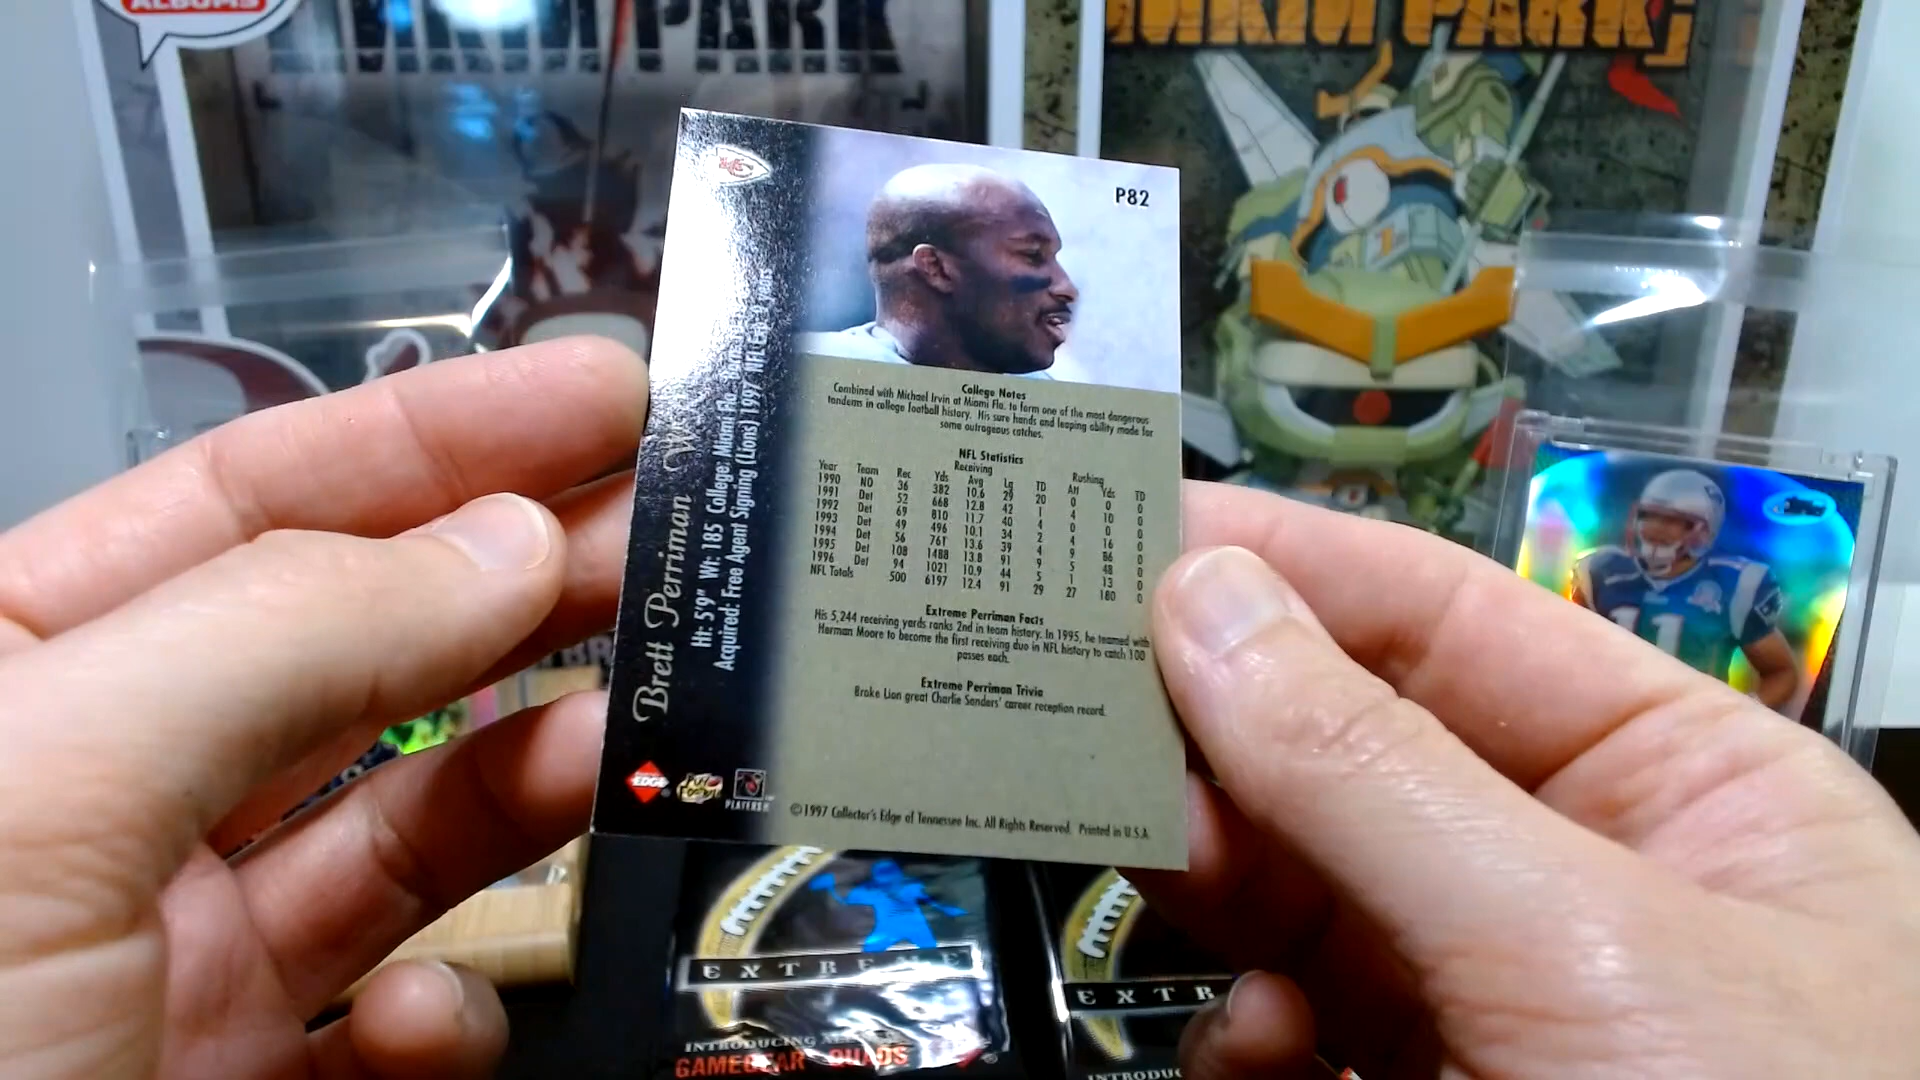 ALBUMS
PARK
P82
College Notes
Combined with Michael Irvin at Miami Fla. to form one of the most dangerous
tandems in college football history. His sure hands and leaping ability made for
some outrageous catches.
NFL Statistics
Receiving Rushing
Year Team Rec Yds Avg Lg TD Att Yds TD
1990 NO 36 382 10.6 29 20 0 0 0
1991 Det 52 668 12.8 42 1 4 10 0
1992 Det 69 810 11.7 40 4 0 0 0
1993 Det 49 496 10.1 34 2 4 16 0
1994 Det 56 761 13.6 39 4 9 86 0
1995 Det 108 1488 13.8 91 9 5 48 0
1996 Det 94 1021 10.9 44 5 1 13 0
NFL Totals 500 6197 12.4 91 29 27 180 0
Extreme Perriman Facts
His 5,244 receiving yards ranks 2nd in team history. In 1995, he teamed with
Herman Moore to become the first receiving duo in NFL history to catch 100
passes each.
Extreme Perriman Trivia
Broke Lion great Charlie Sanders' career reception record.
©1997 Collector's Edge of Tennessee Inc. All Rights Reserved. Printed in U.S.A.
Brett Perriman
Ht: 5'9" Wt: 185 College: Miami Fla.
Acquired: Free Agent Signing (Lions) 1997 NFL Exp: years
EDGE
PLAYERS
11
EXTREME
INTRODUCING
GAMEGEAR QUADS
EXTR
INTRODUC